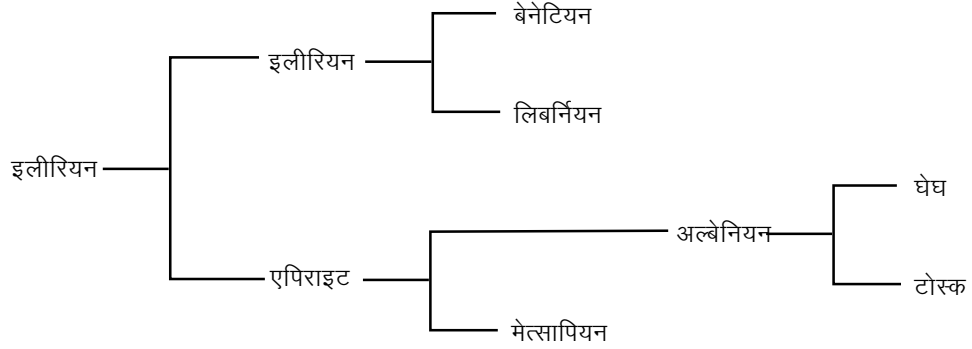 बेनेटियन
इलीरियन
लिबर्नियन
इलीरियन
घेघ
अल्बेनियन
एपिराइट
टोस्क
मेत्सापियन